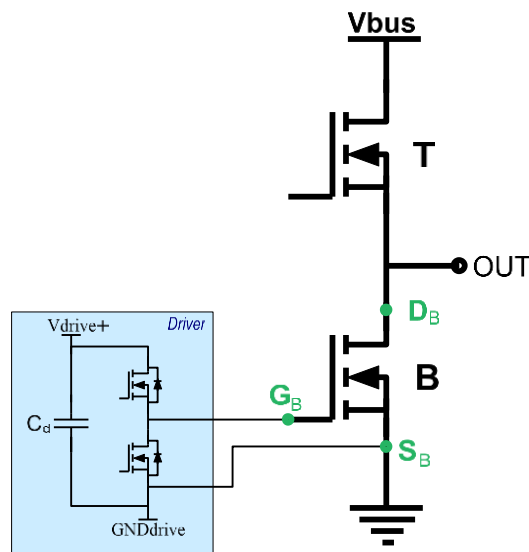 Vbus
T
OUT
D_B
Driver
Vdrive+
G_B
B
C_d
S_B
GNDdrive